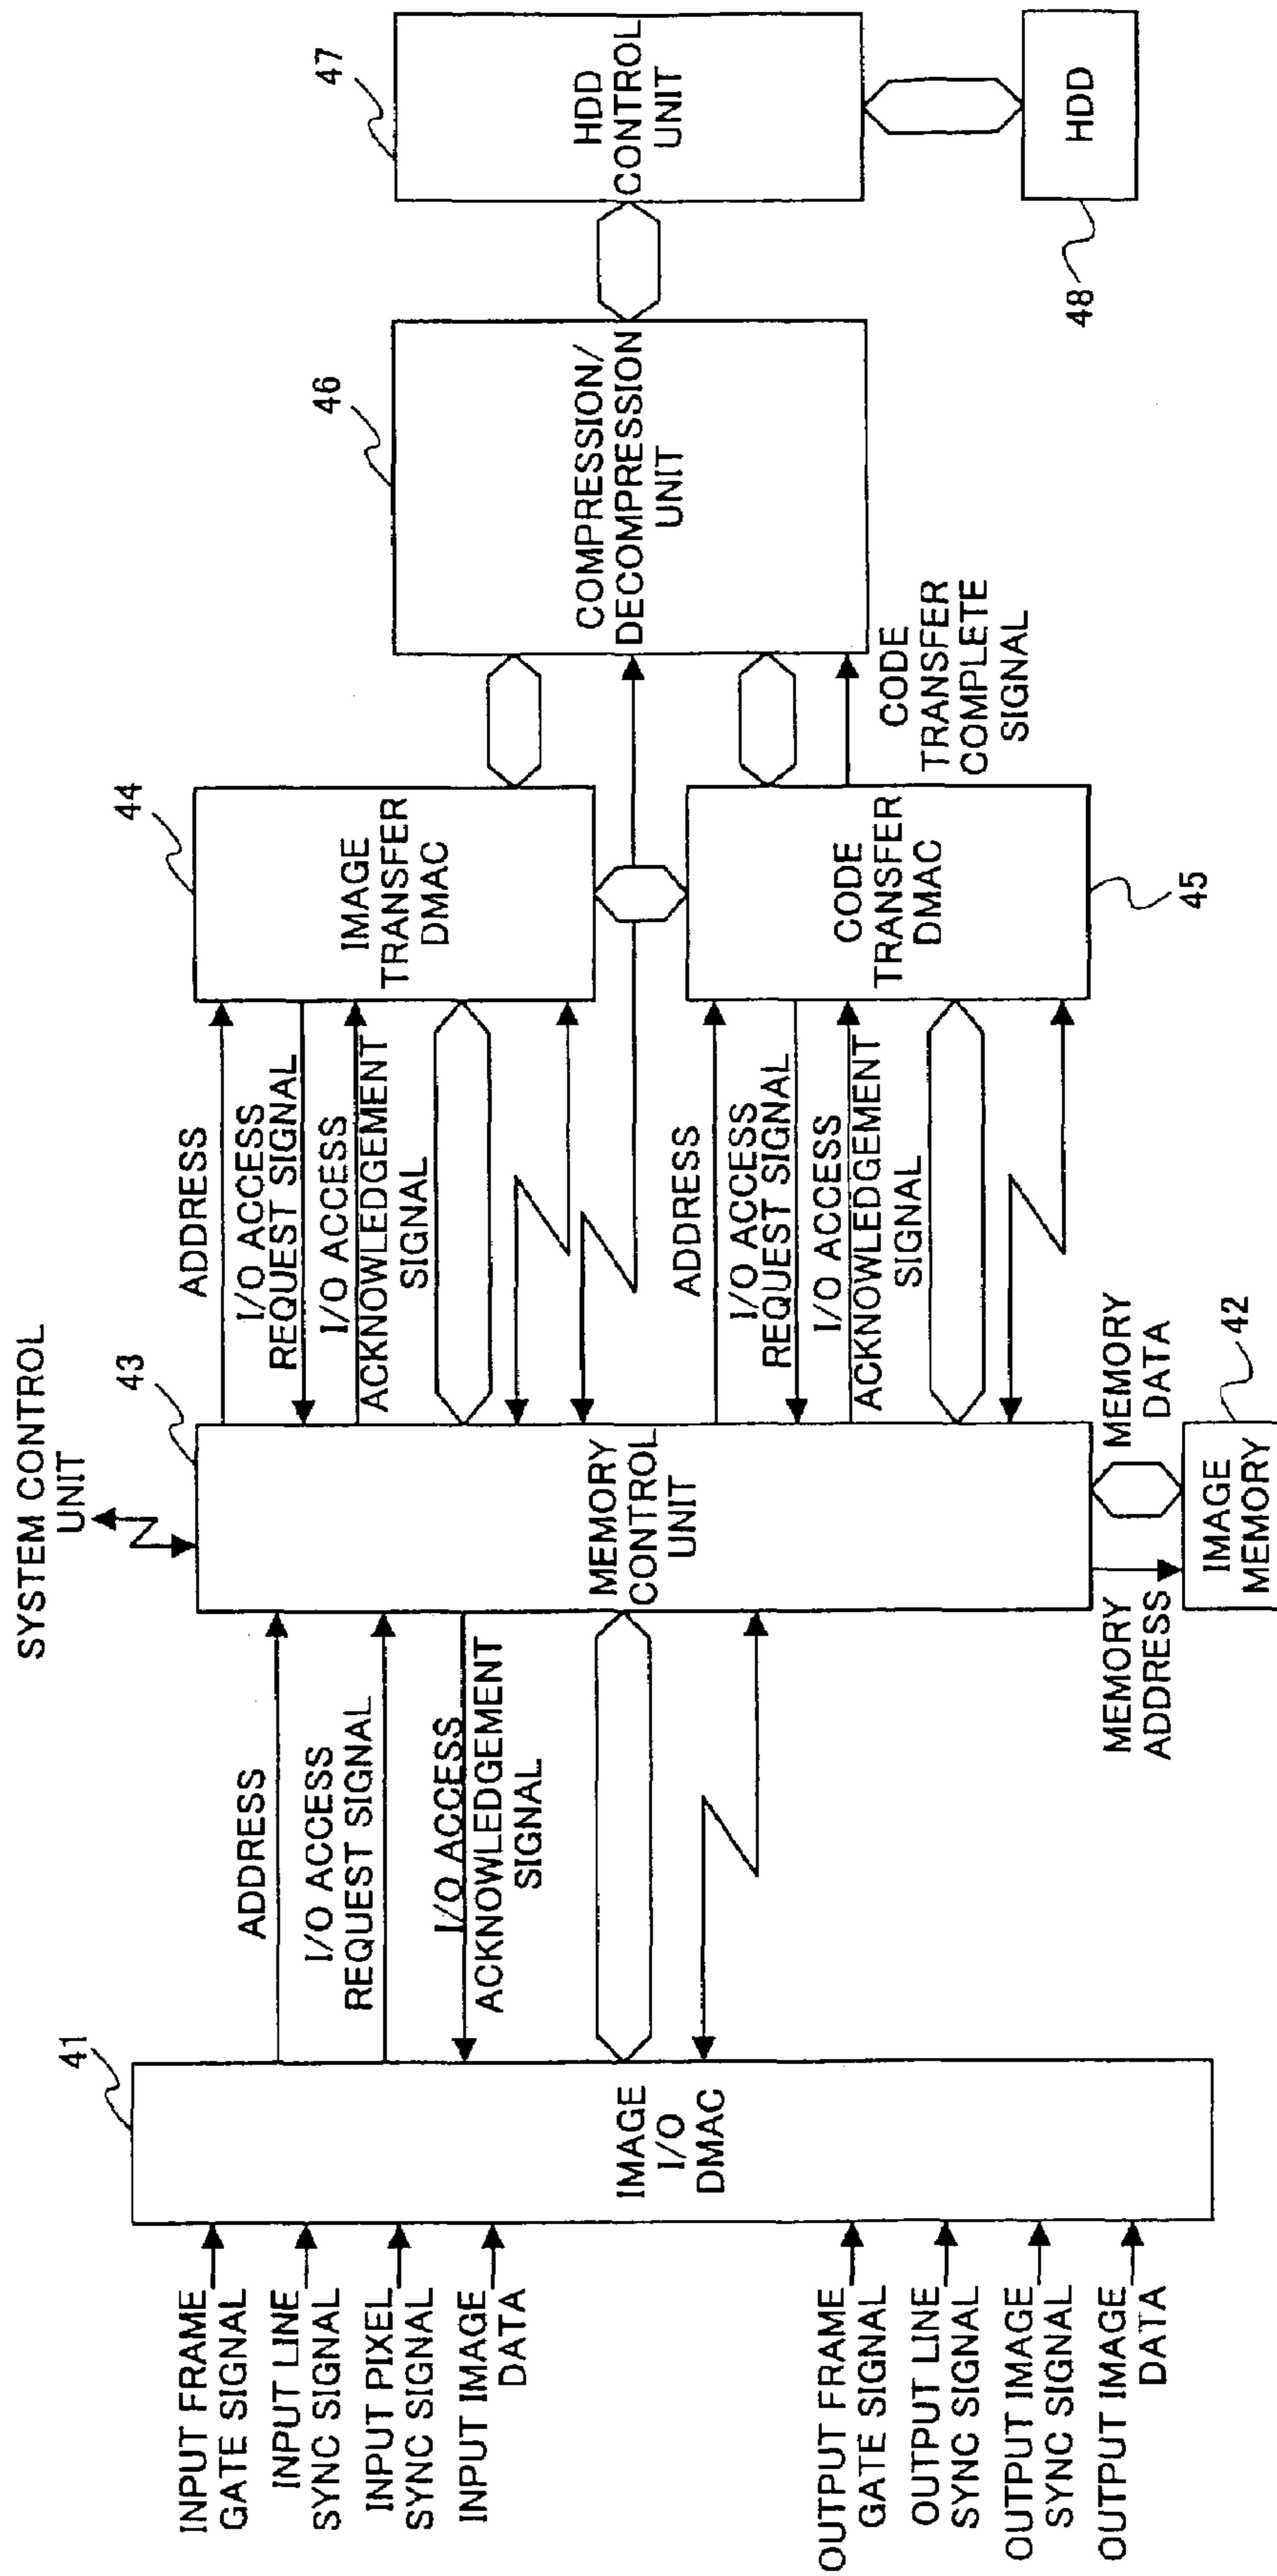 SYSTEM CONTROL
UNIT
INPUT FRAME
GATE SIGNAL
INPUT LINE
SYNC SIGNAL
INPUT PIXEL
SYNC SIGNAL
INPUT IMAGE
DATA
OUTPUT FRAME
GATE SIGNAL
OUTPUT LINE
SYNC SIGNAL
OUTPUT IMAGE
SYNC SIGNAL
OUTPUT IMAGE
DATA
41
IMAGE
I/O
DMAC
ADDRESS
I/O ACCESS
REQUEST SIGNAL
I/O ACCESS
ACKNOWLEDGEMENT
SIGNAL
43
MEMORY
CONTROL
UNIT
MEMORY
ADDRESS
MEMORY
DATA
42
IMAGE
MEMORY
ADDRESS
I/O ACCESS
REQUEST SIGNAL
I/O ACCESS
ACKNOWLEDGEMENT
SIGNAL
ADDRESS
I/O ACCESS
REQUEST SIGNAL
I/O ACCESS
ACKNOWLEDGEMENT
SIGNAL
44
IMAGE
TRANSFER
DMAC
CODE
TRANSFER
DMAC
45
CODE
TRANSFER
COMPLETE
SIGNAL
46
COMPRESSION/
DECOMPRESSION
UNIT
47
HDD
CONTROL
UNIT
48
HDD